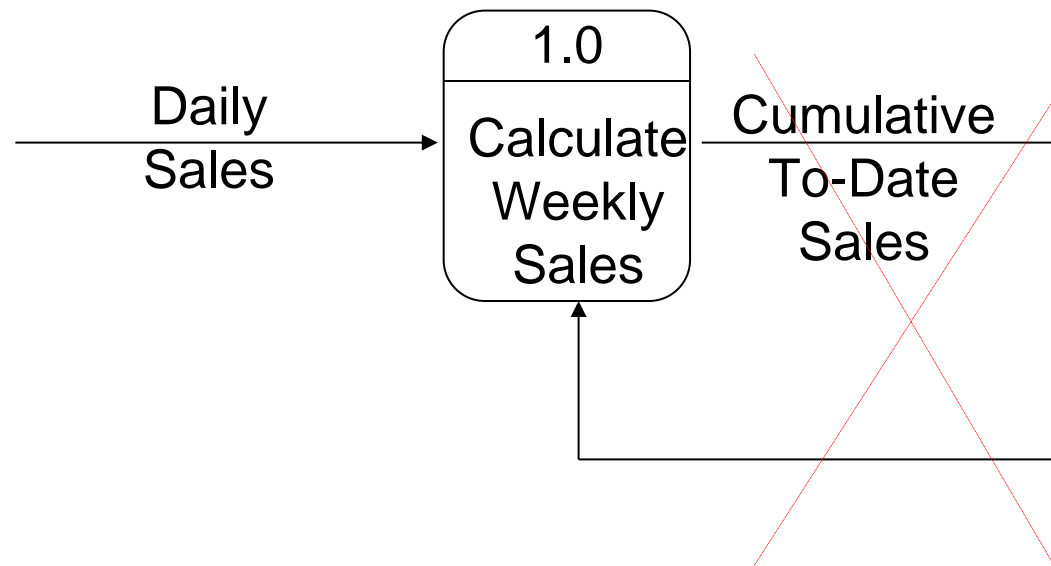 1.0
Daily
Sales
Calculate
Weekly
Sales
Cumulative
To-Date
Sales